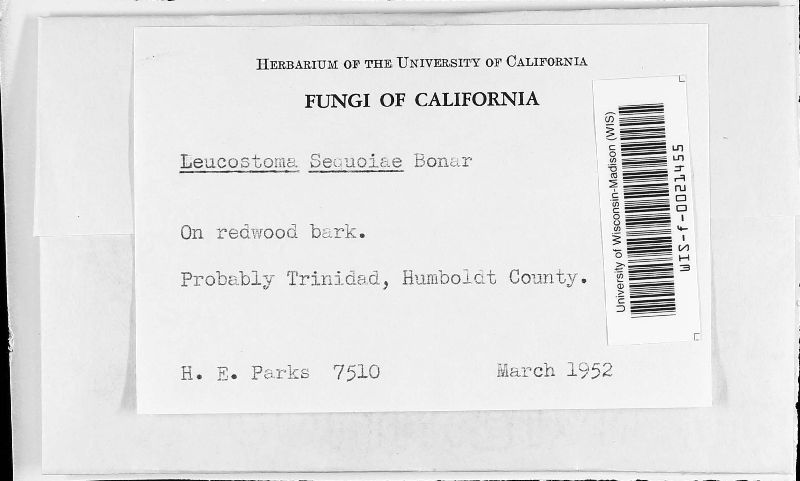 HERBARIUM OF THE UNIVERSITY OF CALIFORNIA
FUNGI OF CALIFORNIA
Leucostoma Sequoiae Bonar
On redwood bark.
Probably Trinidad, Humboldt County.
H. E. Parks 7510 March 1952
University of Wisconsin-Madison (WIS)
WIS-f-0021455